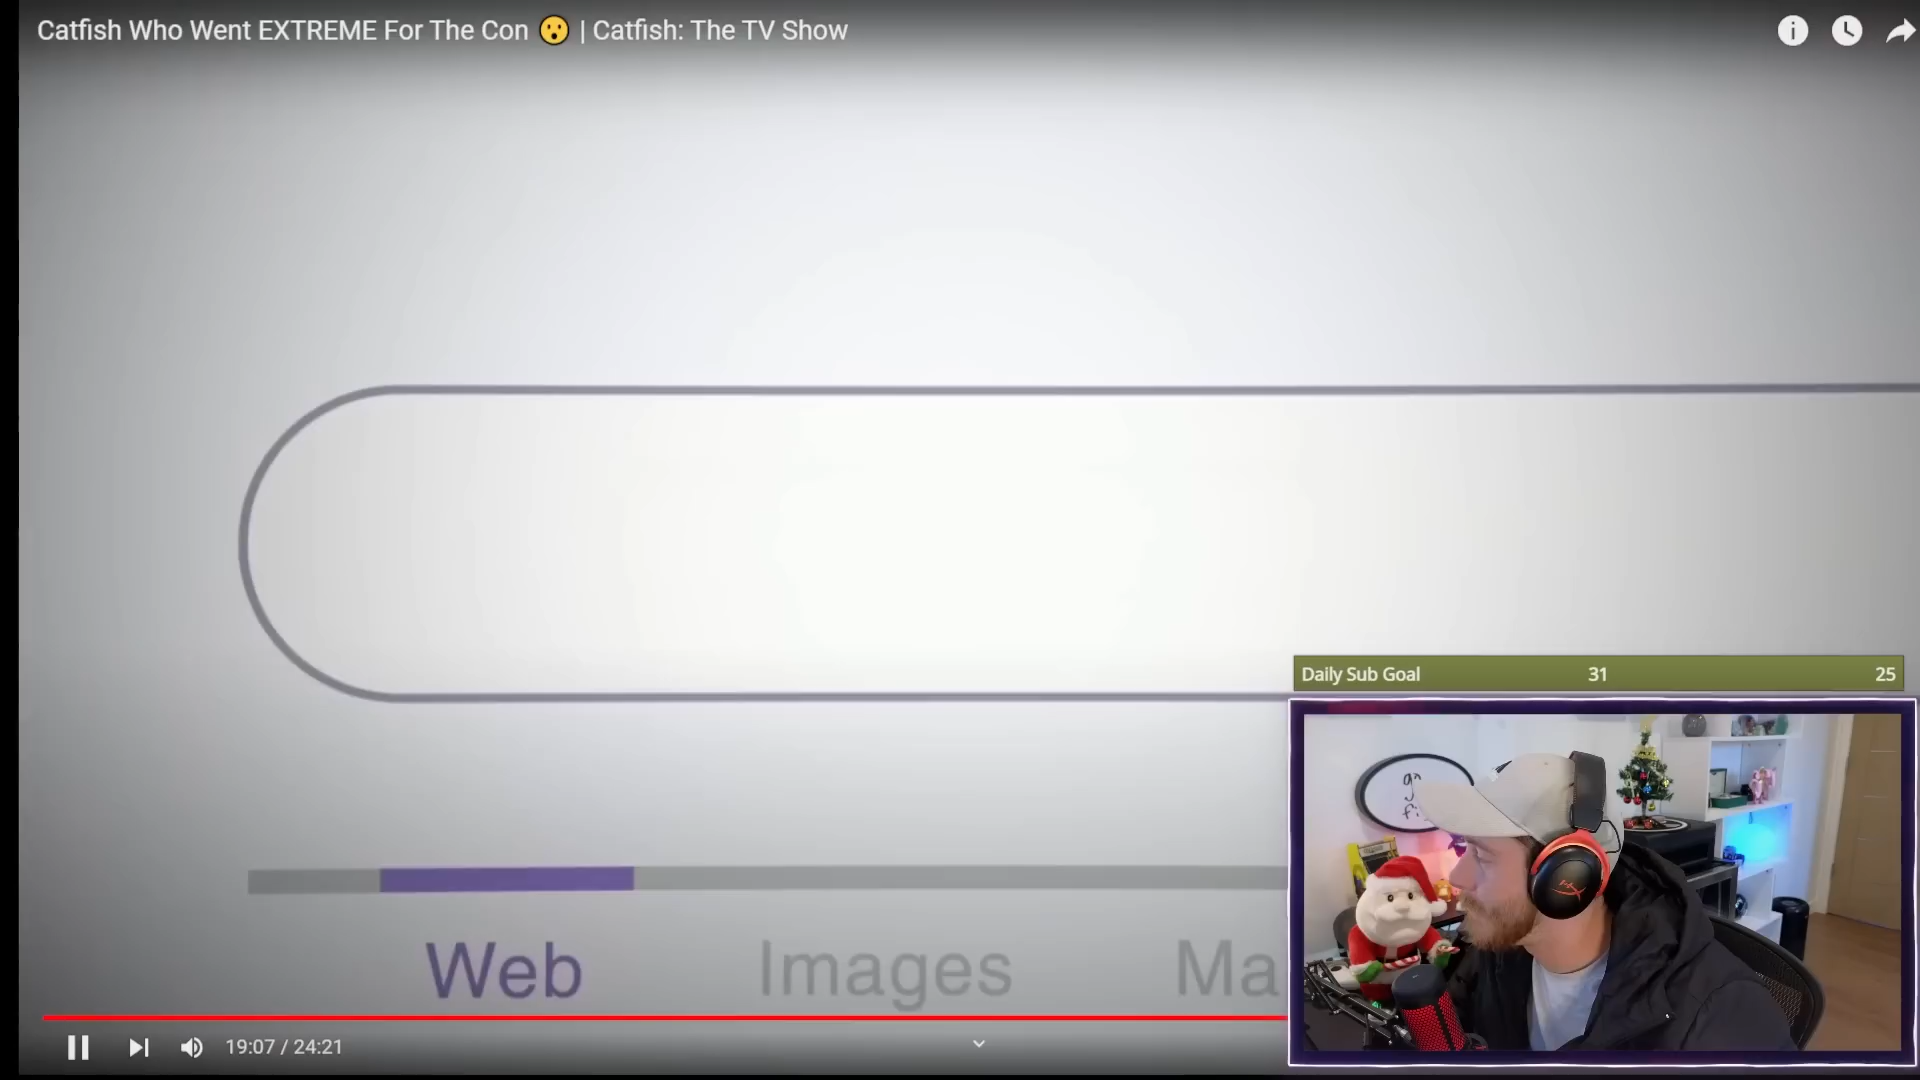 Catfish Who Went EXTREME For The Con 😮 | Catfish: The TV Show
Daily Sub Goal 31 25
Web Images Ma
19:07 / 24:21